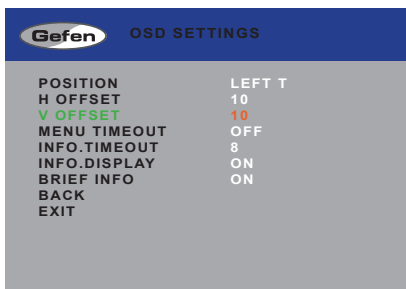 Gefen OSD SETTINGS
POSITION LEFT T
H OFFSET 10
V OFFSET 10
MENU TIMEOUT OFF
INFO.TIMEOUT 8
INFO.DISPLAY ON
BRIEF INFO ON
BACK
EXIT